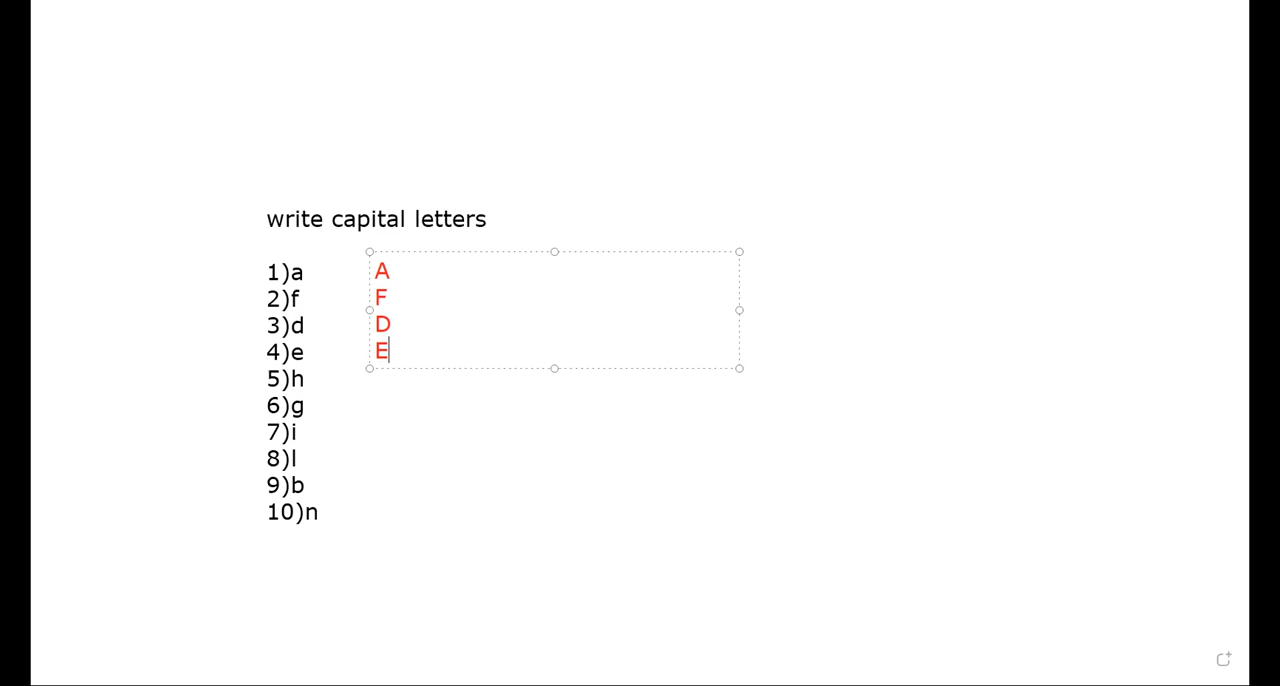 write capital letters
1)a A
2)f F
3)d D
4)e E
5)h
6)g
7)i
8)l
9)b
10)n